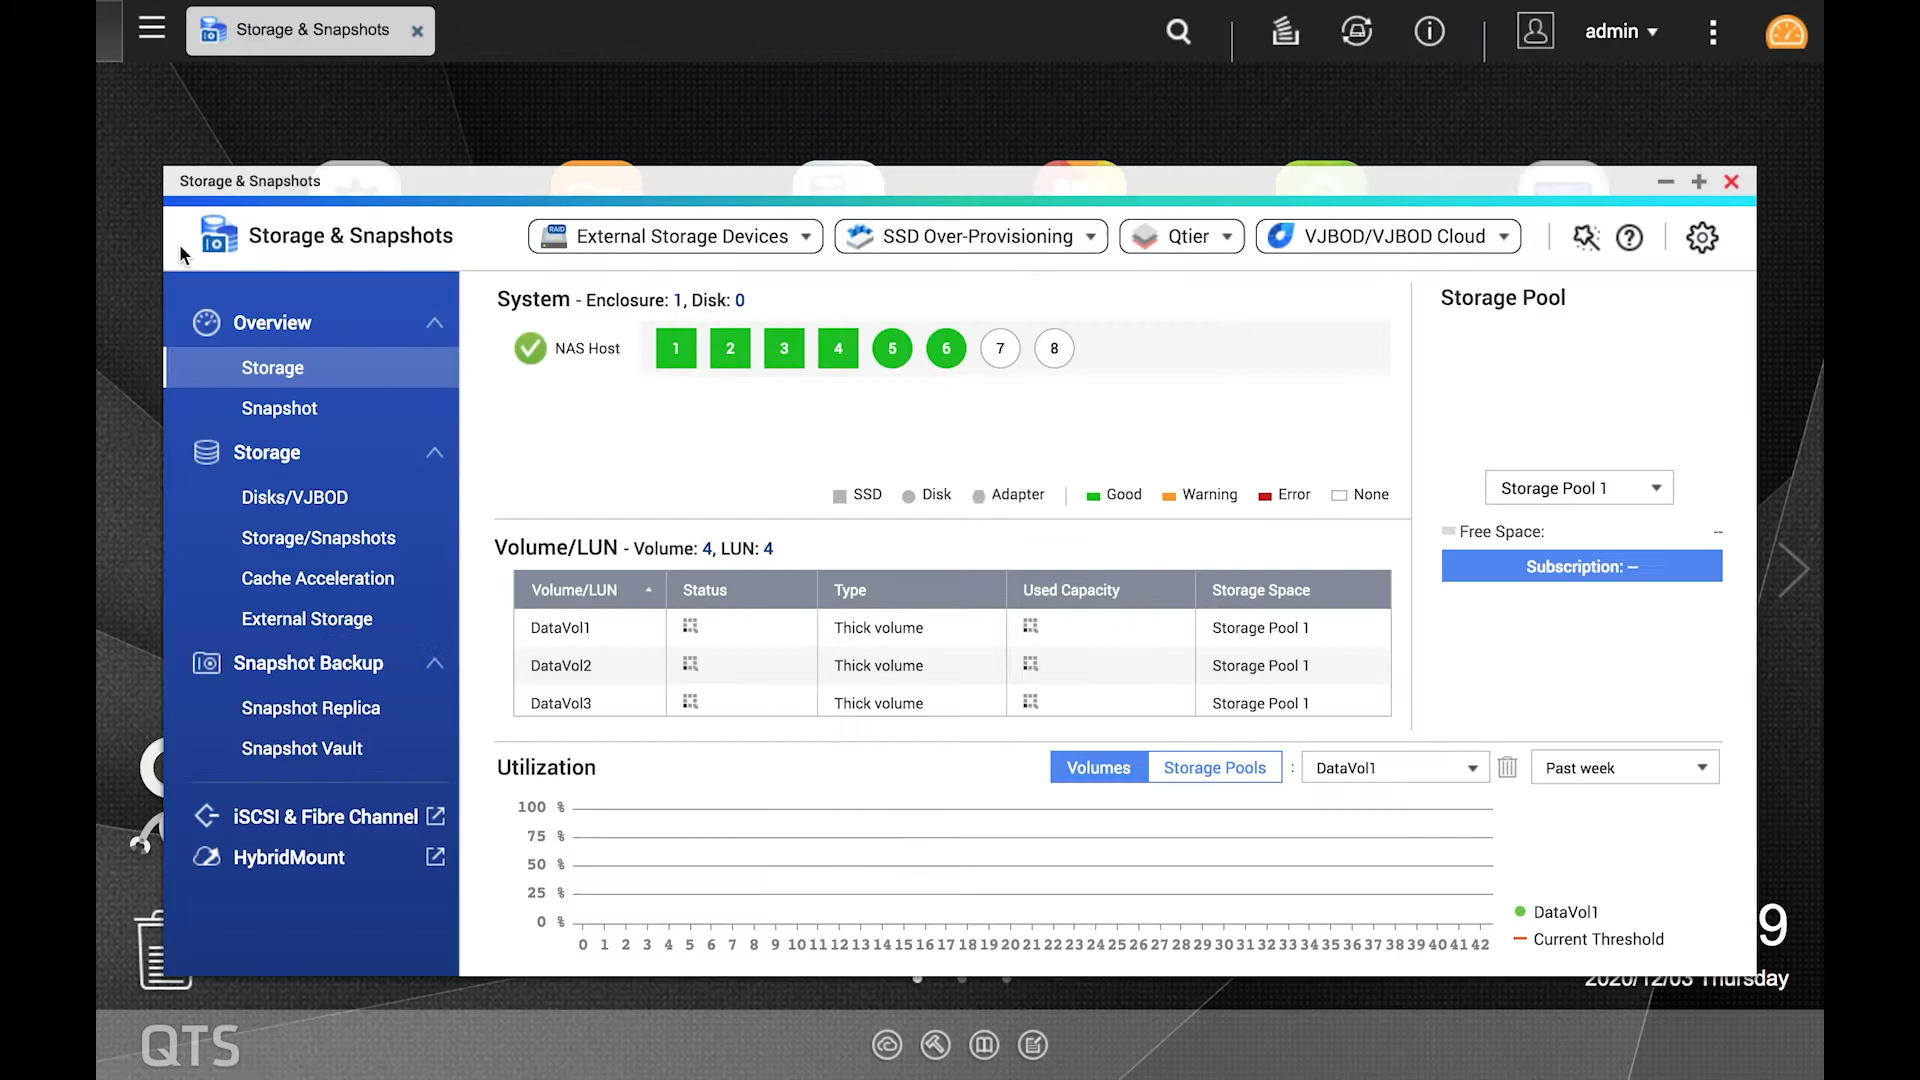 Storage & Snapshots
admin
Storage & Snapshots
Storage & Snapshots
External Storage Devices
SSD Over-Provisioning
Qtier
VJBOD/VJBOD Cloud
Overview
Storage
Snapshot
Storage
Disks/VJBOD
Storage/Snapshots
Cache Acceleration
External Storage
Snapshot Backup
Snapshot Replica
Snapshot Vault
iSCSI & Fibre Channel
HybridMount
System - Enclosure: 1, Disk: 0
NAS Host
1 2 3 4 5 6 7 8
SSD Disk Adapter Good Warning Error None
Volume/LUN - Volume: 4, LUN: 4
Volume/LUN Status Type Used Capacity Storage Space
DataVol1 Thick volume Storage Pool 1
DataVol2 Thick volume Storage Pool 1
DataVol3 Thick volume Storage Pool 1
Storage Pool
Storage Pool 1
Free Space: --
Subscription: --
Utilization
Volumes Storage Pools : DataVol1 Past week
100 %
75 %
50 %
25 %
0 %
0 1 2 3 4 5 6 7 8 9 10 11 12 13 14 15 16 17 18 19 20 21 22 23 24 25 26 27 28 29 30 31 32 33 34 35 36 37 38 39 40 41 42
DataVol1
Current Threshold
9
2020/12/03 Thursday
QTS